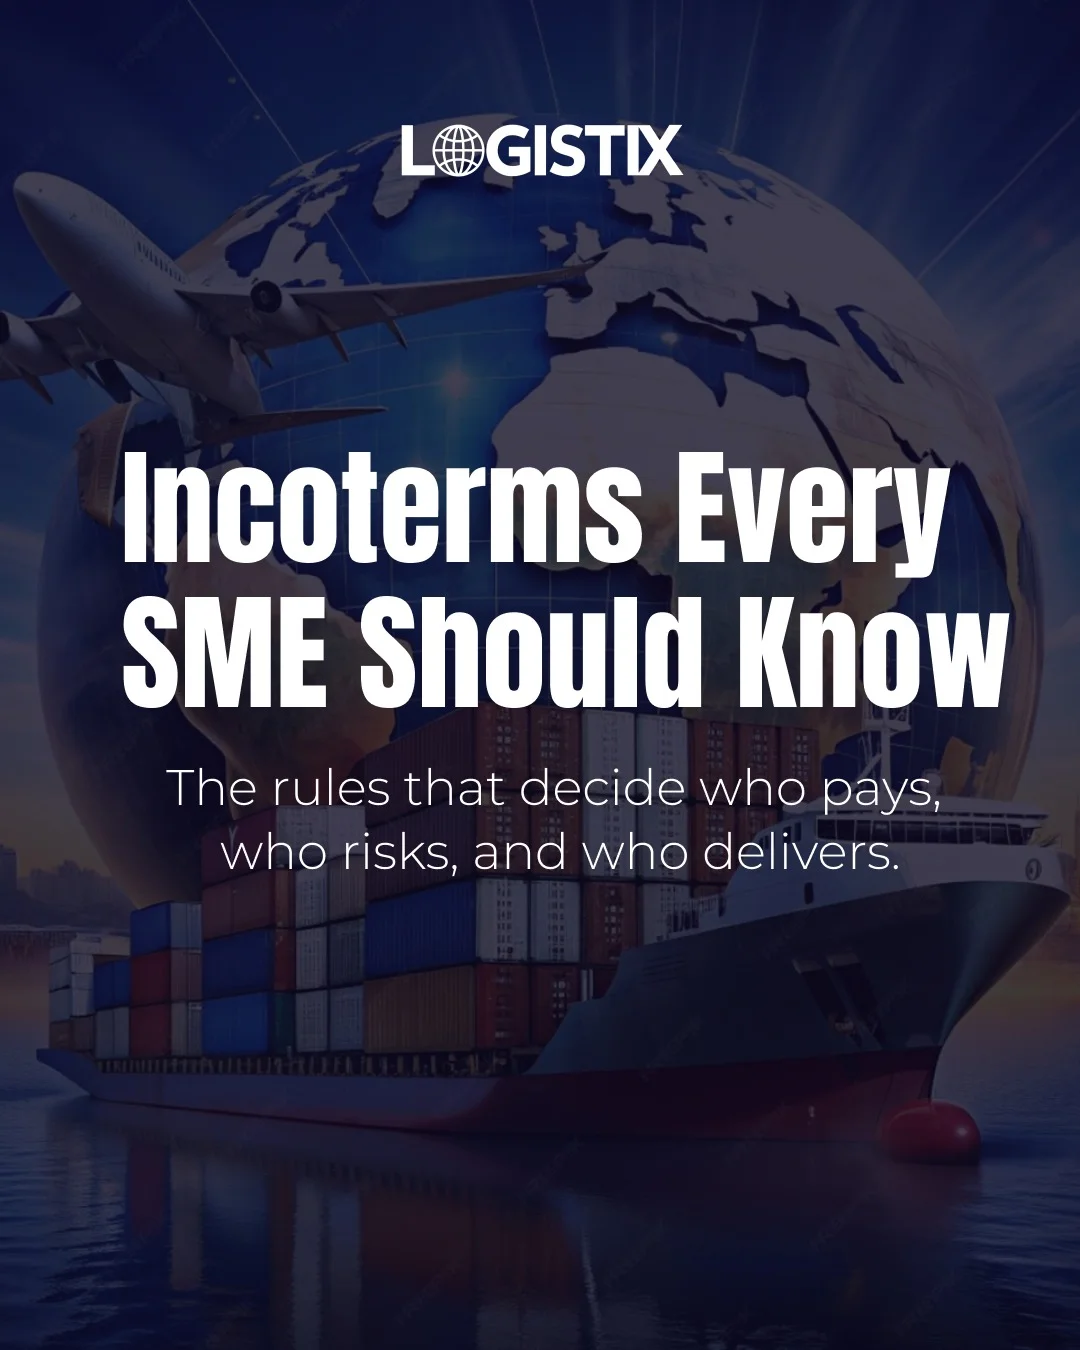 LOGISTIX
Incoterms Every
SME Should Know
The rules that decide who pays,
who risks, and who delivers.